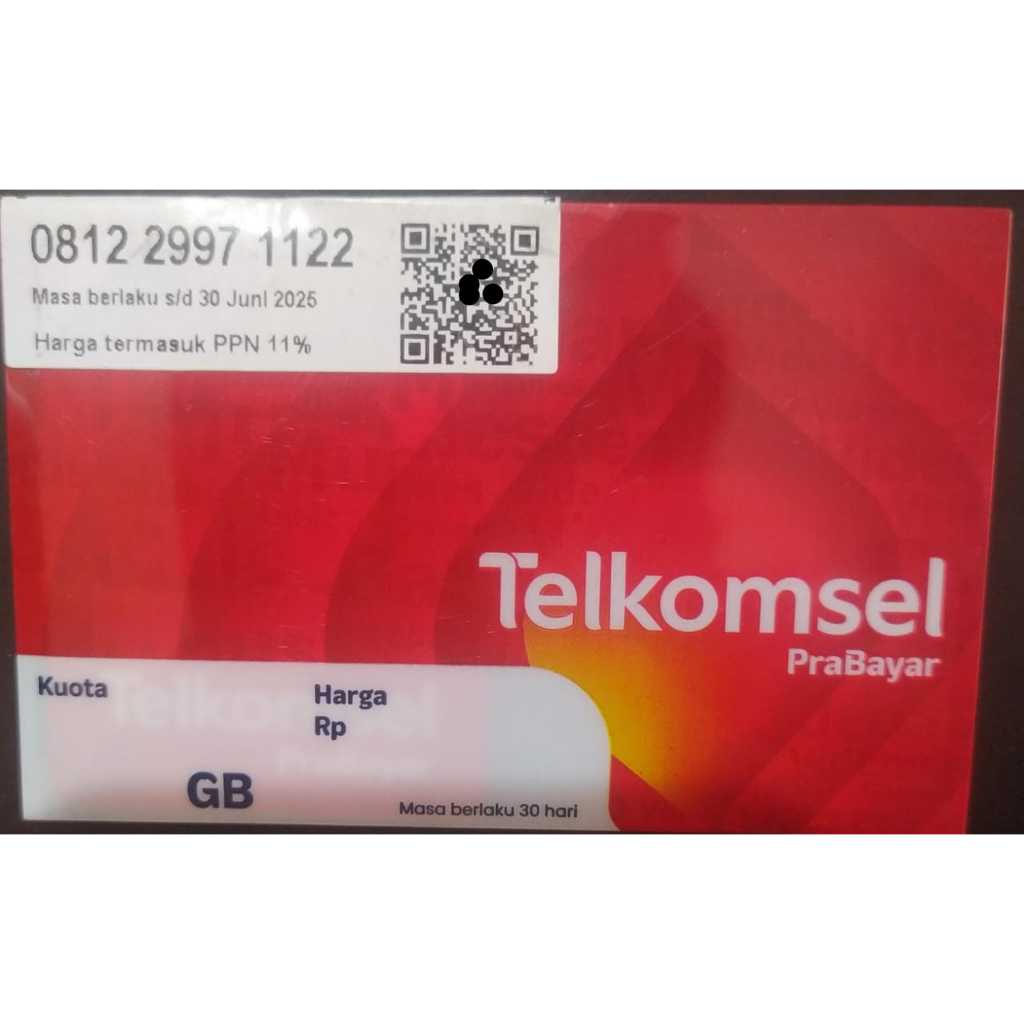 0812 2997 1122
Masa berlaku s/d 30 Juni 2025
Harga termasuk PPN 11%
Telkomsel
PraBayar
Kuota
Harga
Rp
GB
Masa berlaku 30 hari